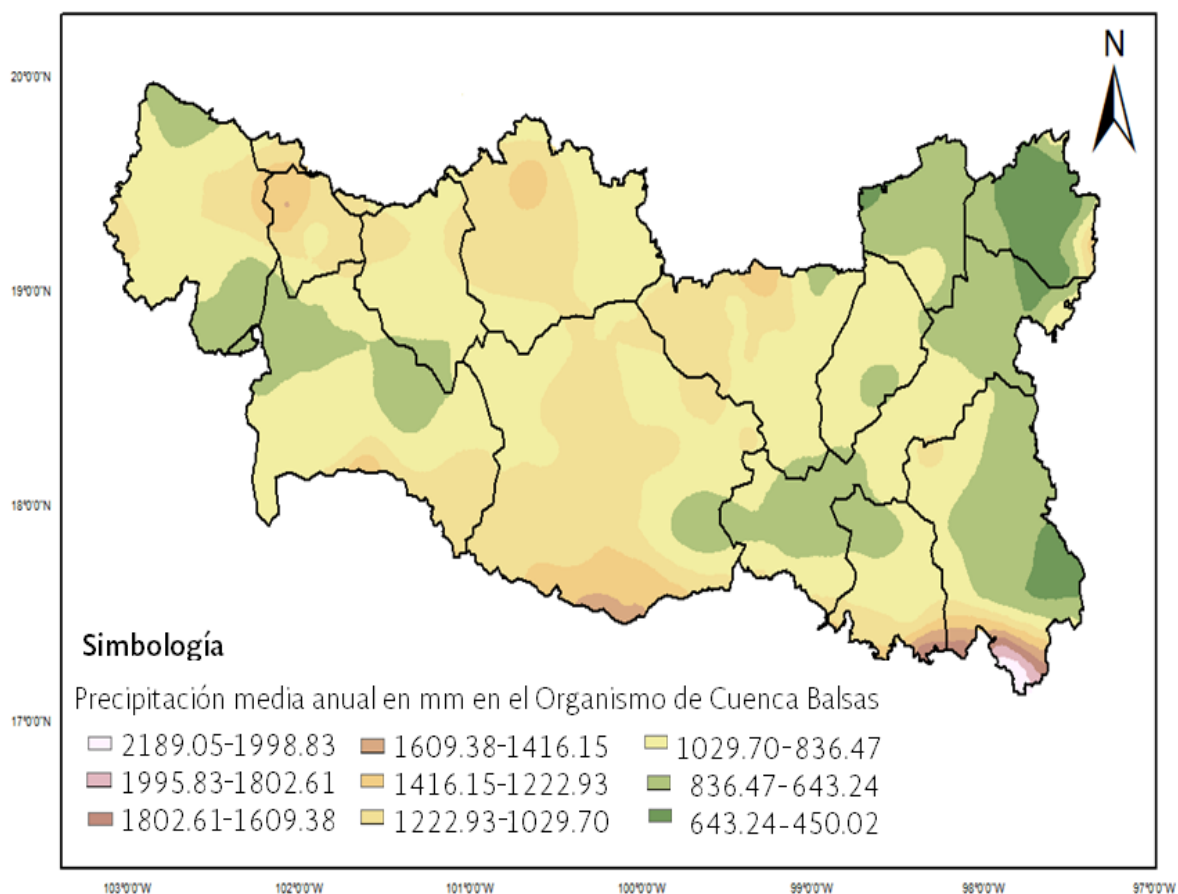 N
20°0'0"N
19°0'0"N
18°0'0"N
17°0'0"N
Simbología
Precipitación media anual en mm en el Organismo de Cuenca Balsas
2189.05-1998.83
1995.83-1802.61
1802.61-1609.38
1609.38-1416.15
1416.15-1222.93
1222.93-1029.70
1029.70-836.47
836.47-643.24
643.24-450.02
103°0'0"W 102°0'0"W 101°0'0"W 100°0'0"W 99°0'0"W 98°0'0"W 97°0'0"W